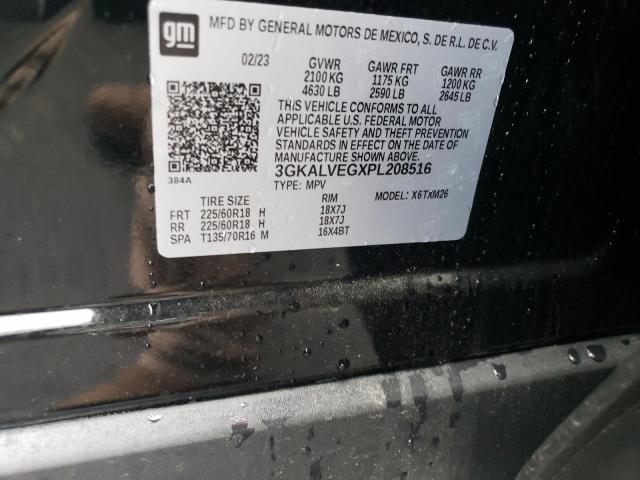 gm
MFD BY GENERAL MOTORS DE MEXICO, S. DE R.L. DE C.V.
02/23 GVWR GAWR FRT GAWR RR
2100 KG 1175 KG 1200 KG
4630 LB 2590 LB 2645 LB
THIS VEHICLE CONFORMS TO ALL
APPLICABLE U.S. FEDERAL MOTOR
VEHICLE SAFETY AND THEFT PREVENTION
STANDARDS IN EFFECT ON THE DATE OF
MANUFACTURE SHOWN ABOVE.
384A 3GKALVEGXPL208516
TYPE: MPV MODEL: X6TXM26
TIRE SIZE RIM
FRT 225/60R18 H 18X7J
RR 225/60R18 H 18X7J
SPA T135/70R16 M 16X4BT